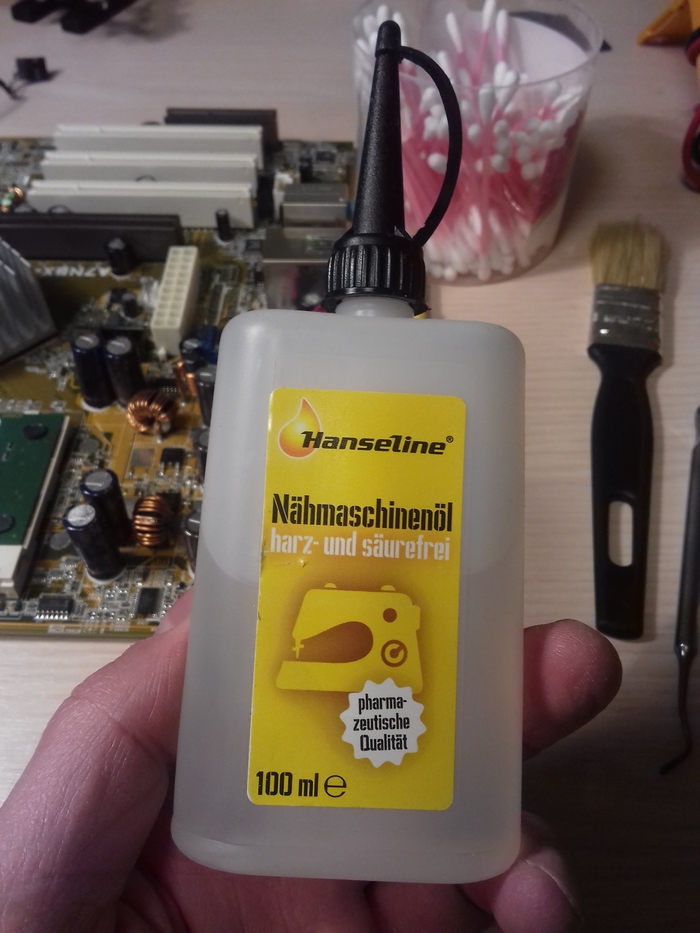 Hanseline®
Nähmaschinenöl
harz- und säurefrei
pharma-
zeutische
Qualität
100 ml ℮